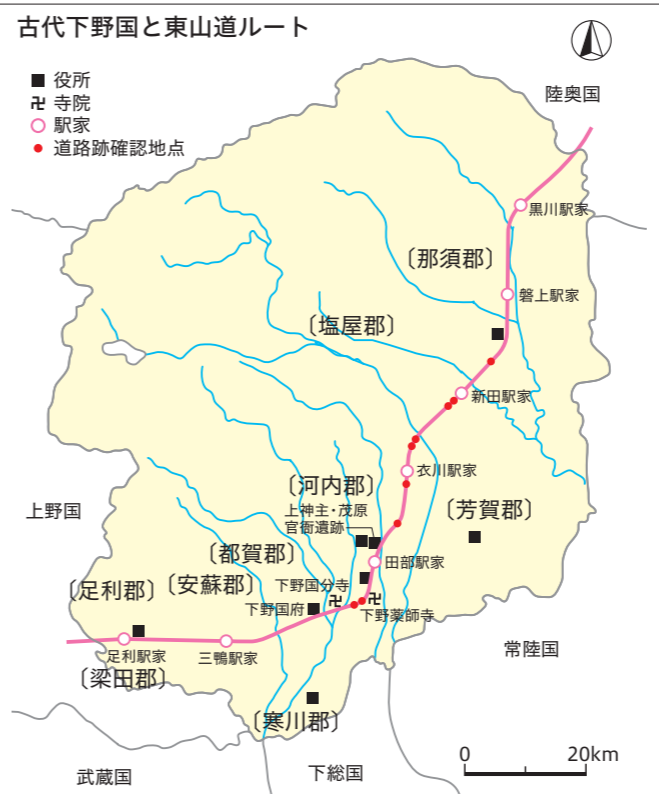 古代下野国と東山道ルート
役所
卍 寺院
駅家
道路跡確認地点
陸奥国
黒川駅家
〔那須郡〕
磐上駅家
〔塩屋郡〕
新田駅家
衣川駅家
〔河内郡〕
上神主・茂原
官衙遺跡
〔芳賀郡〕
上野国
〔都賀郡〕
田部駅家
〔足利郡〕
〔安蘇郡〕
下野国分寺
卍
卍
下野国府
下野薬師寺
足利駅家
三鴨駅家
常陸国
〔梁田郡〕
〔寒川郡〕
武蔵国
下総国
0 20km